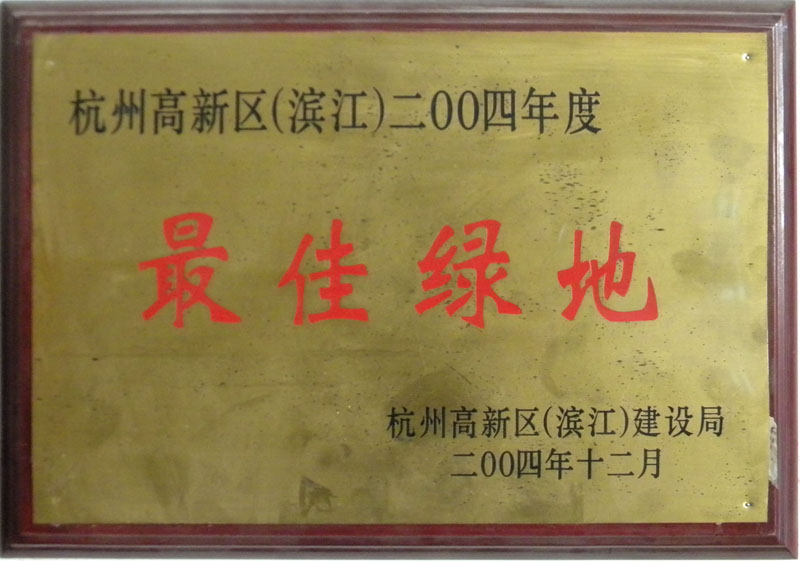 杭州高新区(滨江)二00四年度
最佳绿地
杭州高新区(滨江)建设局
二00四年十二月